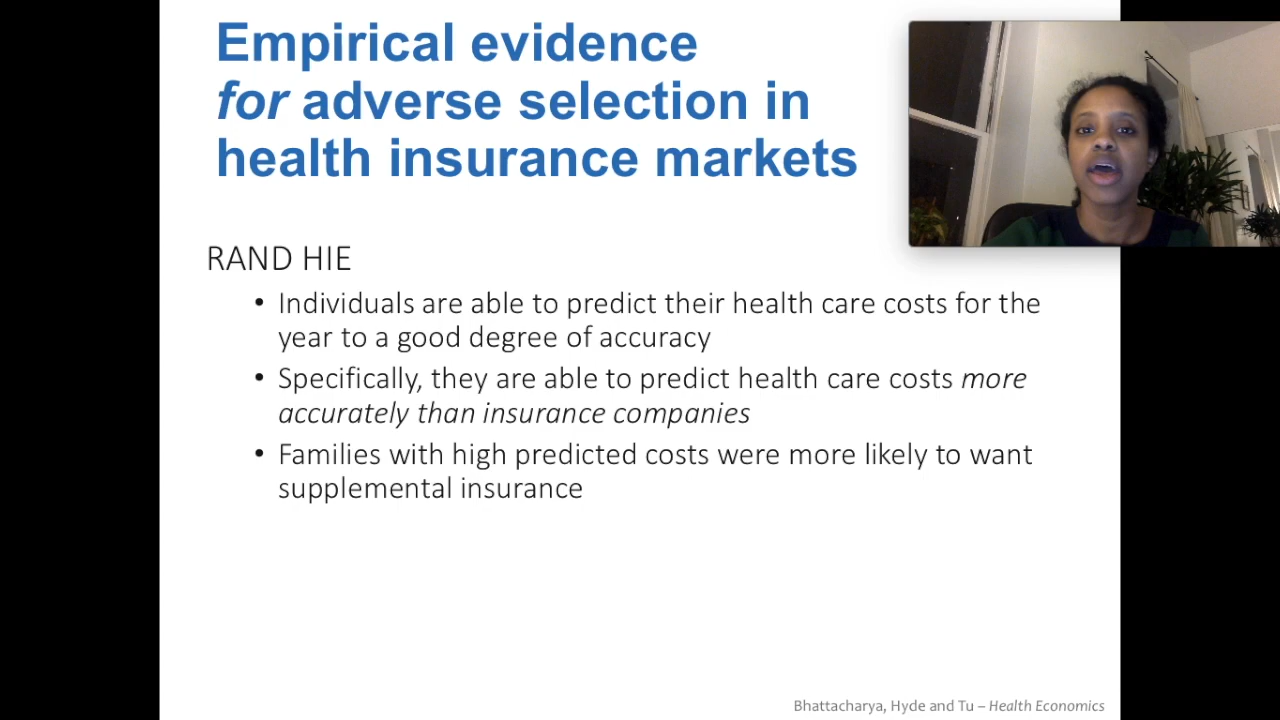 Empirical evidence
for adverse selection in
health insurance markets
RAND HIE
• Individuals are able to predict their health care costs for the
year to a good degree of accuracy
• Specifically, they are able to predict health care costs more
accurately than insurance companies
• Families with high predicted costs were more likely to want
supplemental insurance
Bhattacharya, Hyde and Tu – Health Economics